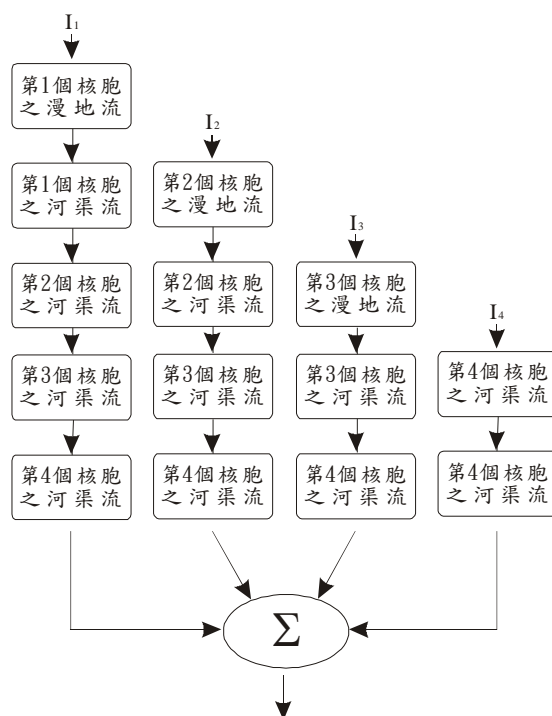 I1
第1個核胞
之漫地流
第1個核胞
之河渠流
第2個核胞
之河渠流
第3個核胞
之河渠流
第4個核胞
之河渠流
I2
第2個核胞
之漫地流
第2個核胞
之河渠流
第3個核胞
之河渠流
第4個核胞
之河渠流
I3
第3個核胞
之漫地流
第3個核胞
之河渠流
第4個核胞
之河渠流
I4
第4個核胞
之河渠流
第4個核胞
之河渠流
Σ